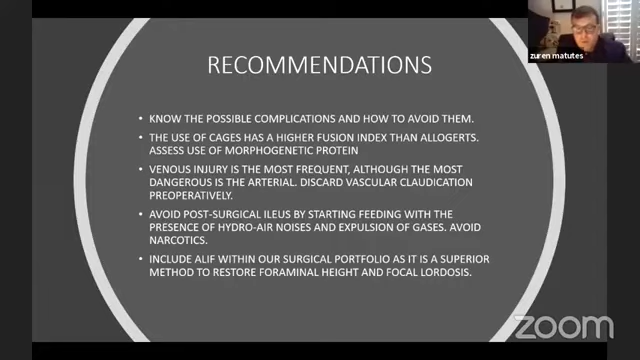 zuren matutes
RECOMMENDATIONS
• KNOW THE POSSIBLE COMPLICATIONS AND HOW TO AVOID THEM.
• THE USE OF CAGES HAS A HIGHER FUSION INDEX THAN ALLOGERTS.
ASSESS USE OF MORPHOGENETIC PROTEIN
• VENOUS INJURY IS THE MOST FREQUENT, ALTHOUGH THE MOST
DANGEROUS IS THE ARTERIAL. DISCARD VASCULAR CLAUDICATION
PREOPERATIVELY.
• AVOID POST-SURGICAL ILEUS BY STARTING FEEDING WITH THE
PRESENCE OF HYDRO-AIR NOISES AND EXPULSION OF GASES. AVOID
NARCOTICS.
• INCLUDE ALIF WITHIN OUR SURGICAL PORTFOLIO AS IT IS A SUPERIOR
METHOD TO RESTORE FORAMINAL HEIGHT AND FOCAL LORDOSIS.
zoom